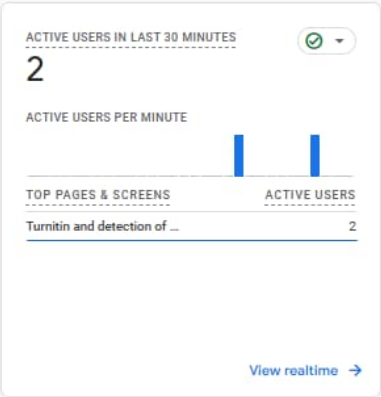 ACTIVE USERS IN LAST 30 MINUTES
2
ACTIVE USERS PER MINUTE
TOP PAGES & SCREENS ACTIVE USERS
Turnitin and detection of ... 2
View realtime